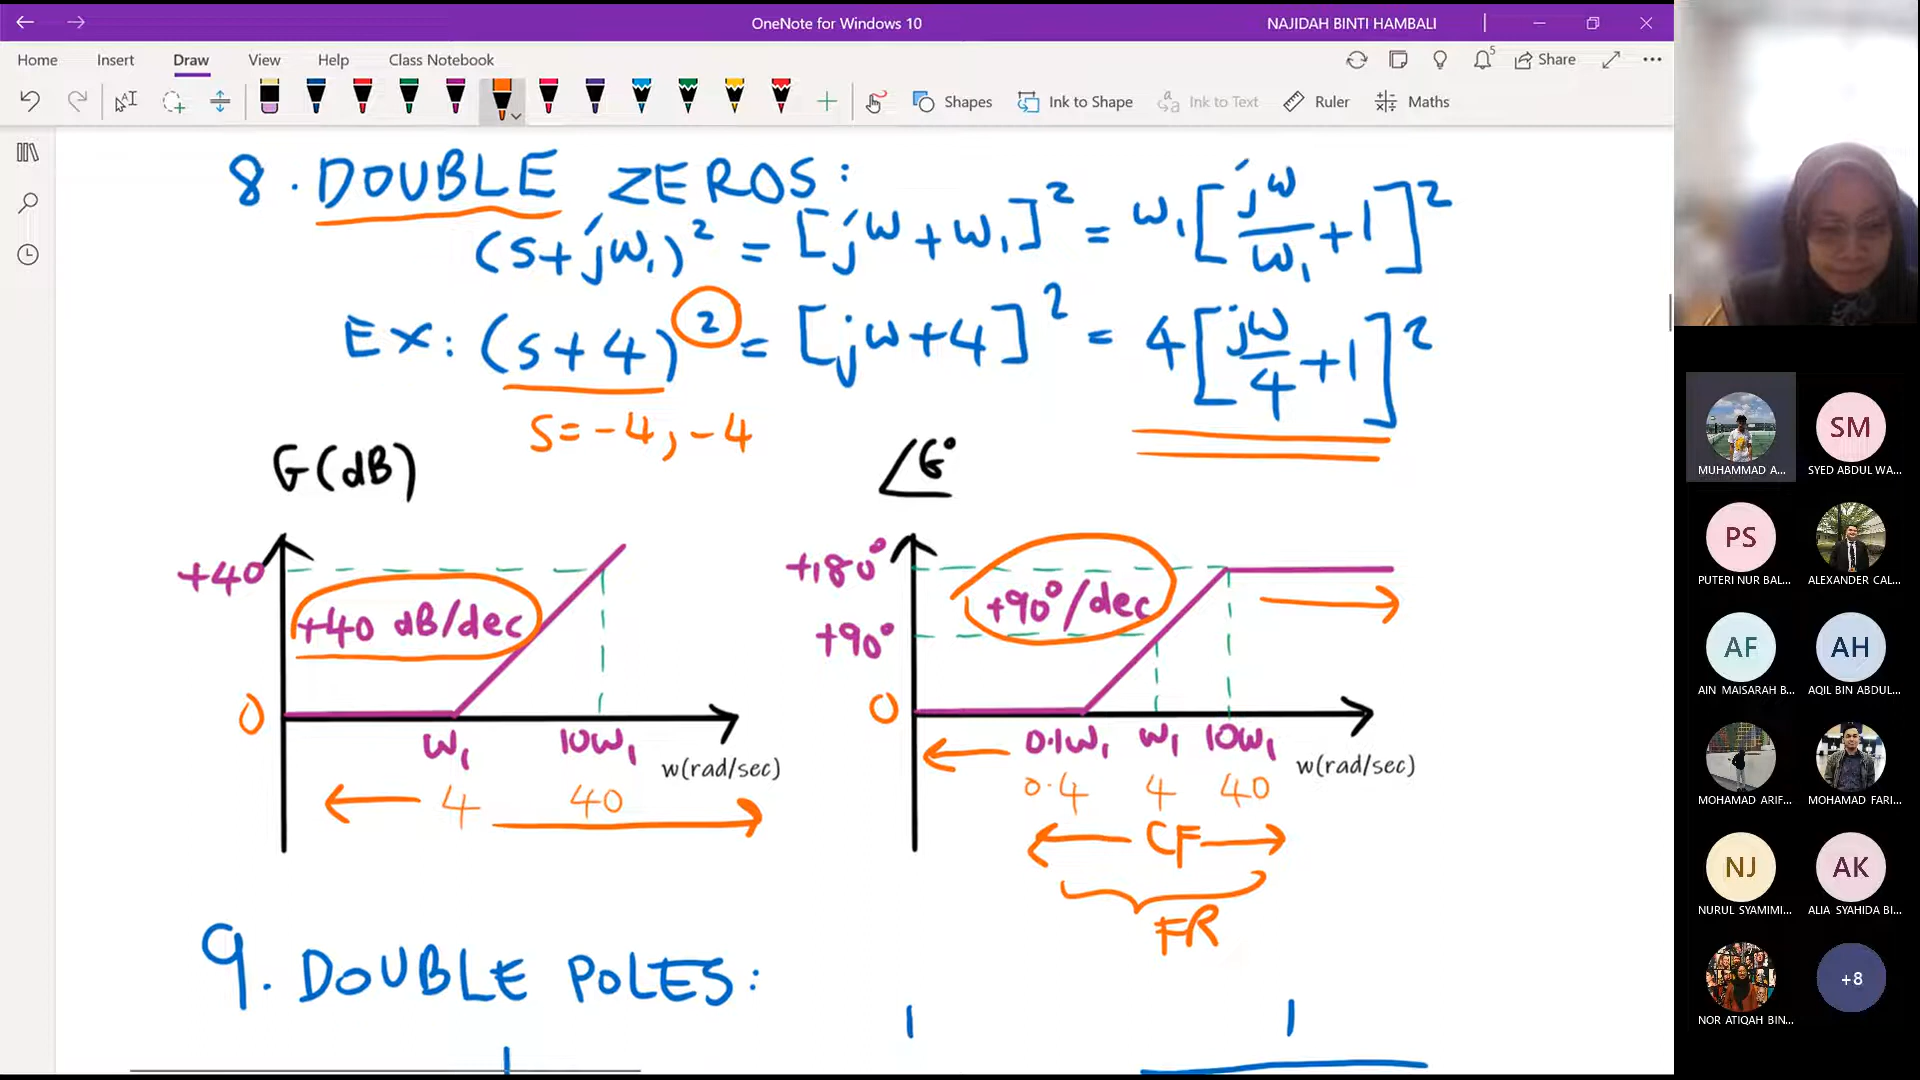 OneNote for Windows 10
NAJIDAH BINTI HAMBALI
Home Insert Draw View Help Class Notebook
5 Share
Shapes Ink to Shape Ink to Text Ruler Maths
8. DOUBLE ZEROS:
(s+jω₁)² = [jω+ω₁]² = ω₁[jω/ω₁+1]²
EX: (s+4)² = [jω+4]² = 4[jω/4+1]²
S=-4,-4
G(dB)
∠G°
+40
+40 dB/dec
0
ω₁ 10ω₁
w(rad/sec)
4 40
+180°
+90°/dec
+90°
0
0.1ω₁ ω₁ 10ω₁
w(rad/sec)
0.4 4 40
CF
FR
9. DOUBLE POLES:
1 1 1
MUHAMMAD A...
SM
SYED ABDUL WA...
PS
PUTERI NUR BAL...
ALEXANDER CAL...
AF
AIN MAISARAH B...
AH
AQIL BIN ABDUL...
MOHAMAD ARIF...
MOHAMAD FARI...
NJ
NURUL SYAMIMI...
AK
ALIA SYAHIDA BI...
NOR ATIQAH BIN...
+8